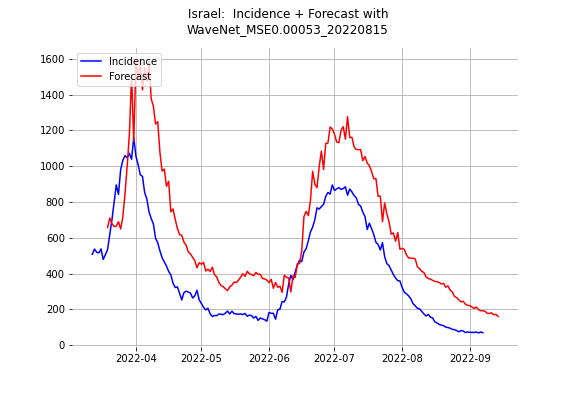 Israel:  Incidence + Forecast with
WaveNet_MSE0.00053_20220815
Incidence
Forecast
1600
1400
1200
1000
800
600
400
200
0
2022-04 2022-05 2022-06 2022-07 2022-08 2022-09